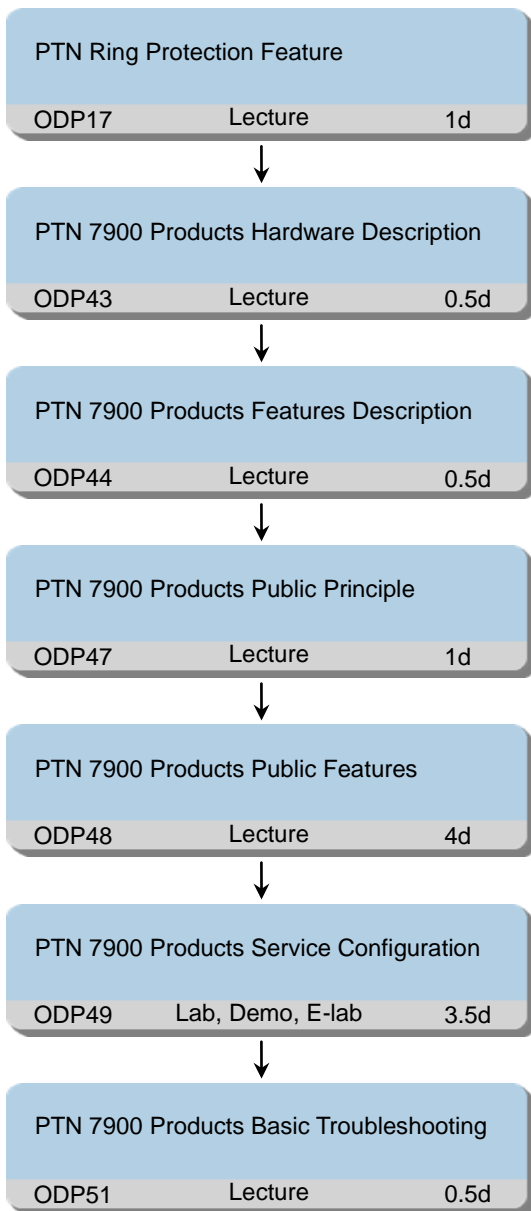 PTN Ring Protection Feature
ODP17 Lecture 1d
PTN 7900 Products Hardware Description
ODP43 Lecture 0.5d
PTN 7900 Products Features Description
ODP44 Lecture 0.5d
PTN 7900 Products Public Principle
ODP47 Lecture 1d
PTN 7900 Products Public Features
ODP48 Lecture 4d
PTN 7900 Products Service Configuration
ODP49 Lab, Demo, E-lab 3.5d
PTN 7900 Products Basic Troubleshooting
ODP51 Lecture 0.5d